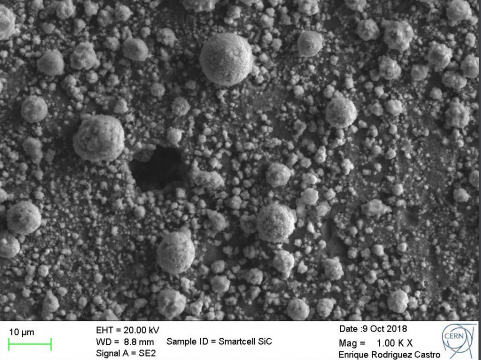 10 µm
EHT = 20.00 kV
WD = 8.8 mm
Signal A = SE2
Sample ID = Smartcell SiC
Date :9 Oct 2018
Mag = 1.00 K X
Enrique Rodriguez Castro
CERN